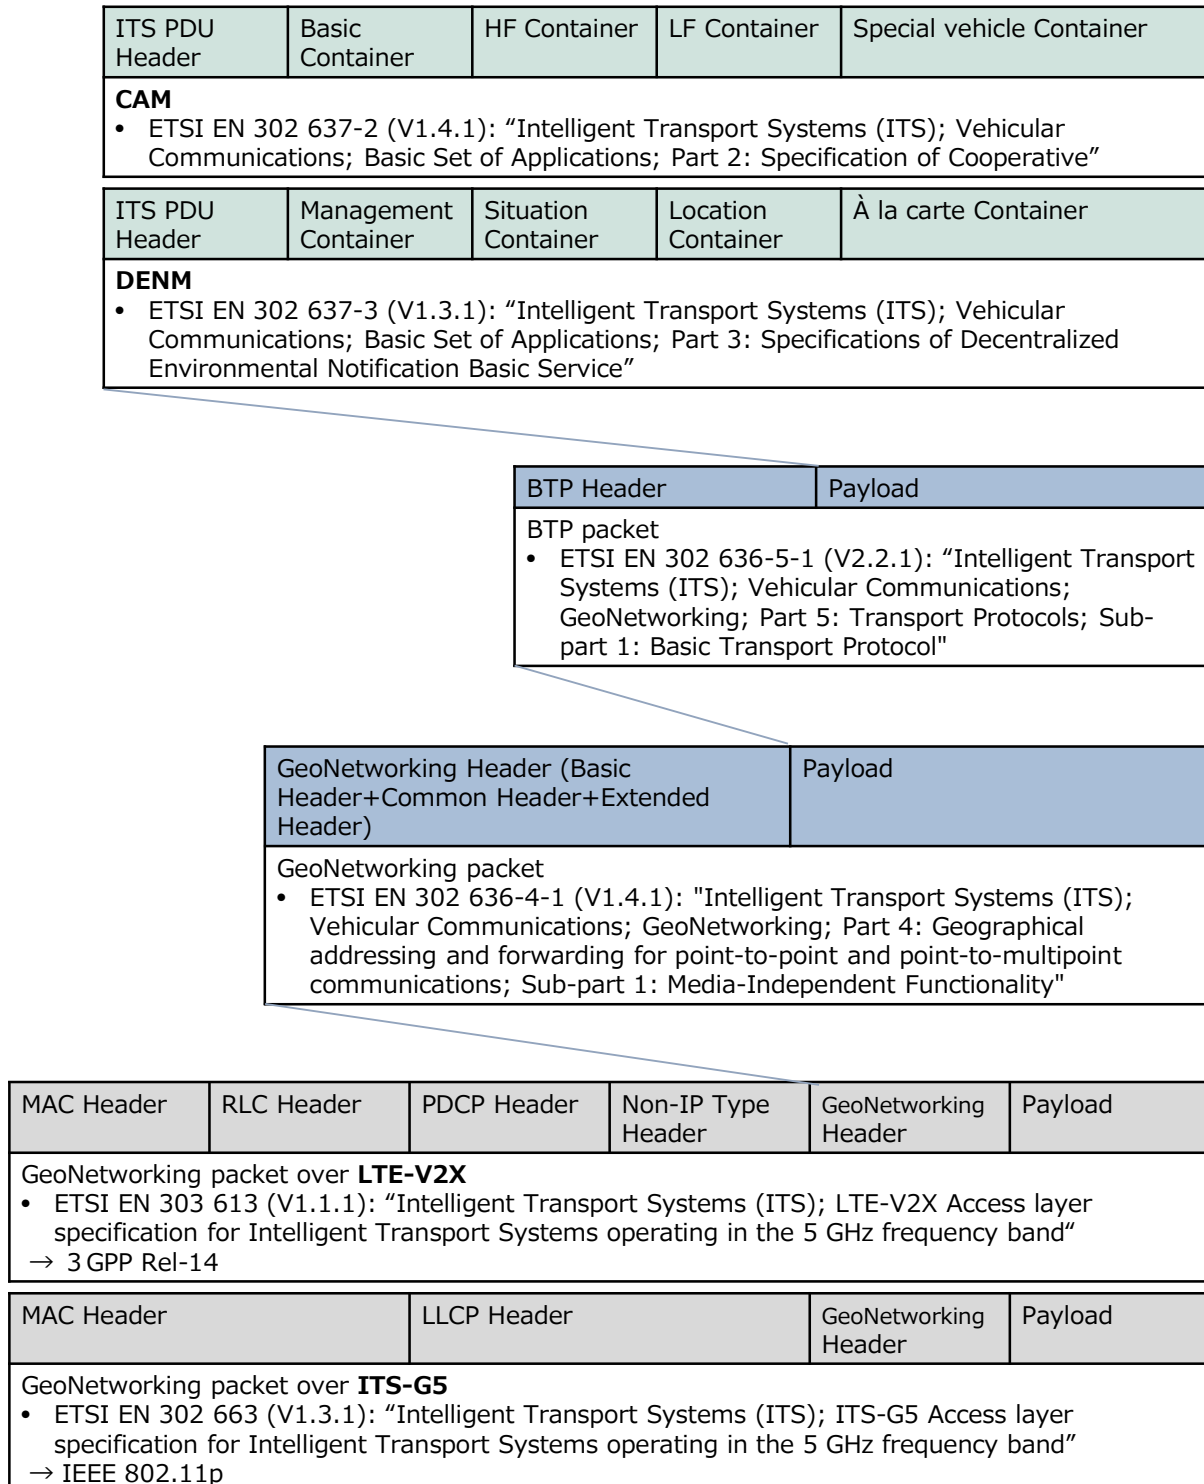 ITS PDU Header
Basic Container
HF Container
LF Container
Special vehicle Container
CAM
• ETSI EN 302 637-2 (V1.4.1): “Intelligent Transport Systems (ITS); Vehicular
Communications; Basic Set of Applications; Part 2: Specification of Cooperative”
ITS PDU Header
Management Container
Situation Container
Location Container
À la carte Container
DENM
• ETSI EN 302 637-3 (V1.3.1): “Intelligent Transport Systems (ITS); Vehicular
Communications; Basic Set of Applications; Part 3: Specifications of Decentralized
Environmental Notification Basic Service”
BTP Header
Payload
BTP packet
• ETSI EN 302 636-5-1 (V2.2.1): “Intelligent Transport
Systems (ITS); Vehicular Communications;
GeoNetworking; Part 5: Transport Protocols; Sub-
part 1: Basic Transport Protocol"
GeoNetworking Header (Basic
Header+Common Header+Extended
Header)
Payload
GeoNetworking packet
• ETSI EN 302 636-4-1 (V1.4.1): "Intelligent Transport Systems (ITS);
Vehicular Communications; GeoNetworking; Part 4: Geographical
addressing and forwarding for point-to-point and point-to-multipoint
communications; Sub-part 1: Media-Independent Functionality"
MAC Header
RLC Header
PDCP Header
Non-IP Type Header
GeoNetworking Header
Payload
GeoNetworking packet over LTE-V2X
• ETSI EN 303 613 (V1.1.1): “Intelligent Transport Systems (ITS); LTE-V2X Access layer
specification for Intelligent Transport Systems operating in the 5 GHz frequency band“
→ 3GPP Rel-14
MAC Header
LLCP Header
GeoNetworking Header
Payload
GeoNetworking packet over ITS-G5
• ETSI EN 302 663 (V1.3.1): “Intelligent Transport Systems (ITS); ITS-G5 Access layer
specification for Intelligent Transport Systems operating in the 5 GHz frequency band”
→ IEEE 802.11p